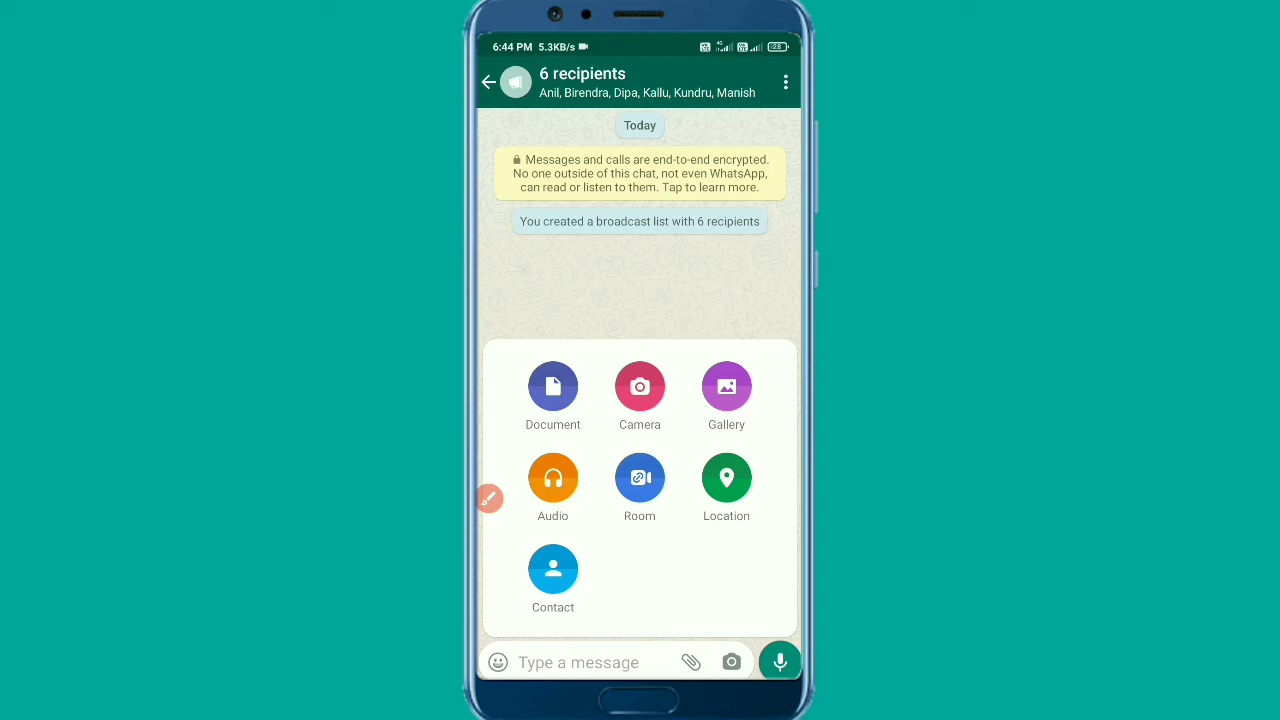 6:44 PM 5.3KB/s
28
6 recipients
Anil, Birendra, Dipa, Kallu, Kundru, Manish
Today
Messages and calls are end-to-end encrypted.
No one outside of this chat, not even WhatsApp,
can read or listen to them. Tap to learn more.
You created a broadcast list with 6 recipients
Document Camera Gallery
Audio Room Location
Contact
Type a message